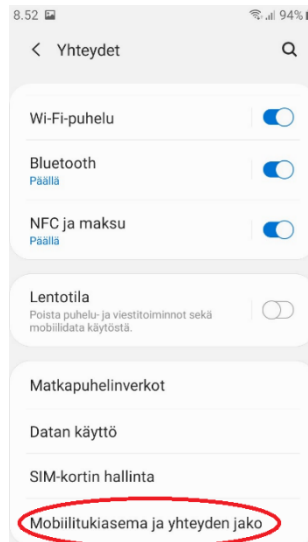 8.52 94%
Yhteydet
Wi-Fi-puhelu
Bluetooth
Päällä
NFC ja maksu
Päällä
Lentotila
Poista puhelu- ja viestitoiminnot sekä
mobiilidata käytöstä.
Matkapuhelinverkot
Datan käyttö
SIM-kortin hallinta
Mobiilitukiasema ja yhteyden jako